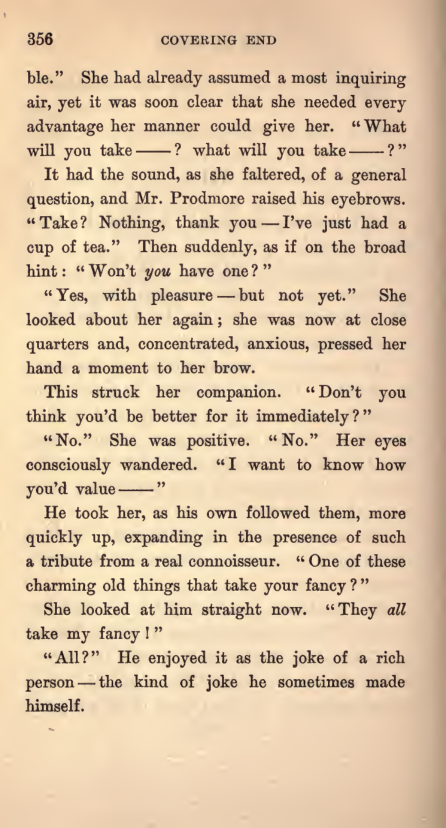 356 COVERING END
ble." She had already assumed a most inquiring
air, yet it was soon clear that she needed every
advantage her manner could give her. "What
will you take——? what will you take——?"
It had the sound, as she faltered, of a general
question, and Mr. Prodmore raised his eyebrows.
"Take? Nothing, thank you—I've just had a
cup of tea." Then suddenly, as if on the broad
hint: "Won't you have one?"
"Yes, with pleasure—but not yet." She
looked about her again; she was now at close
quarters and, concentrated, anxious, pressed her
hand a moment to her brow.
This struck her companion. "Don't you
think you'd be better for it immediately?"
"No." She was positive. "No." Her eyes
consciously wandered. "I want to know how
you'd value——"
He took her, as his own followed them, more
quickly up, expanding in the presence of such
a tribute from a real connoisseur. "One of these
charming old things that take your fancy?"
She looked at him straight now. "They all
take my fancy!"
"All?" He enjoyed it as the joke of a rich
person—the kind of joke he sometimes made
himself.